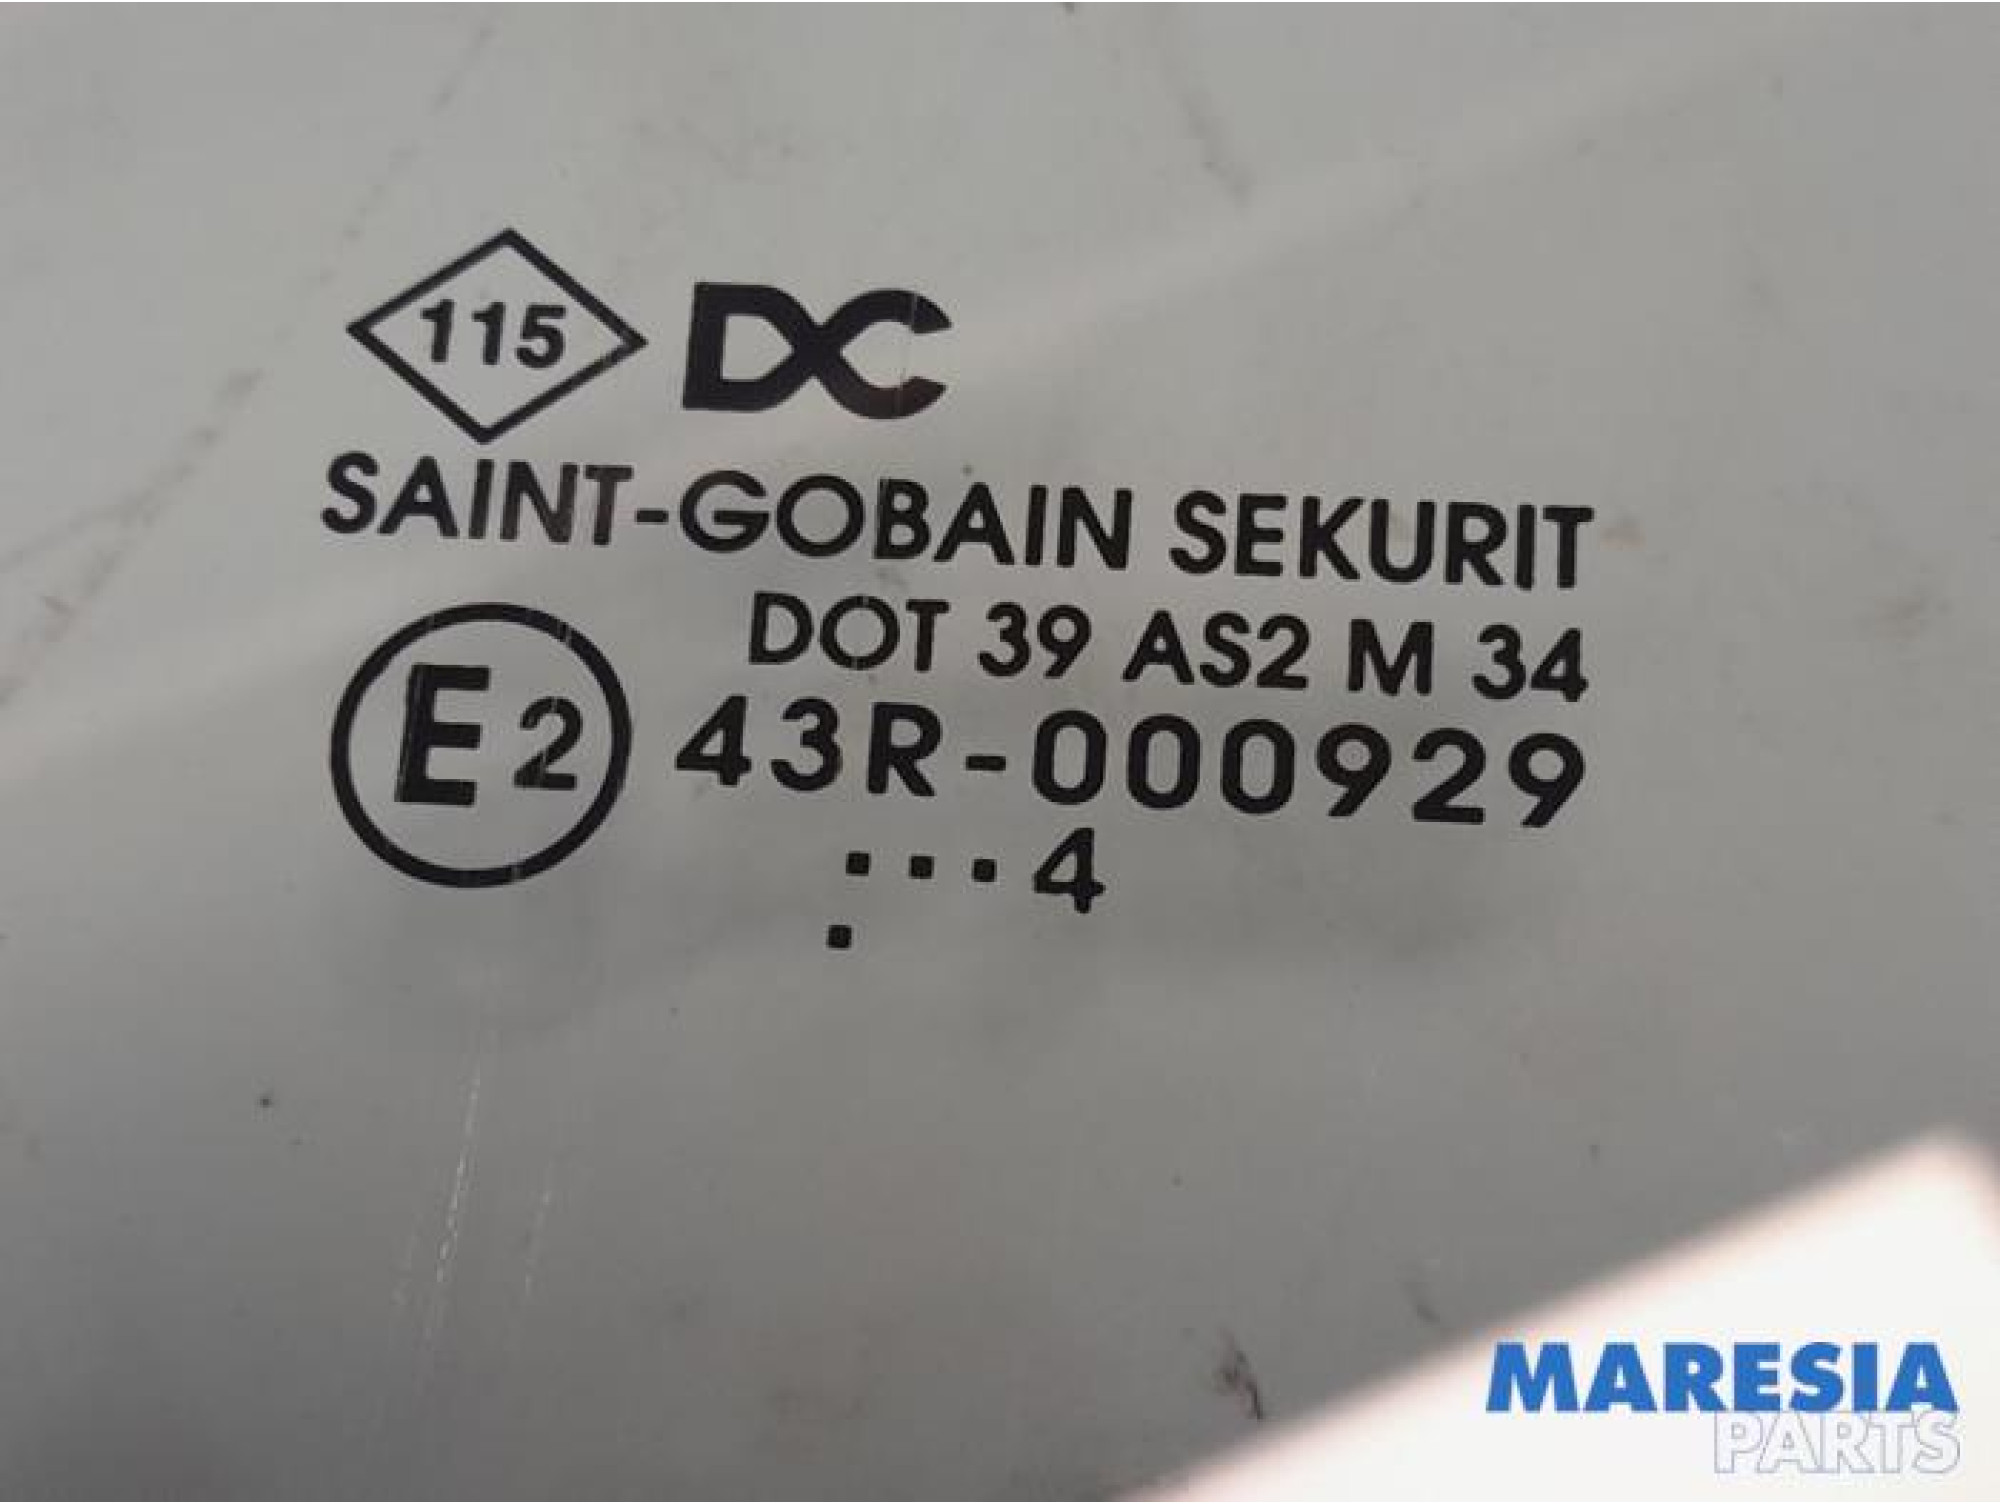 115 DC
SAINT-GOBAIN SEKURIT
DOT 39 AS2 M 34
E2 43R-000929
...4
.
MARESIA
PARTS